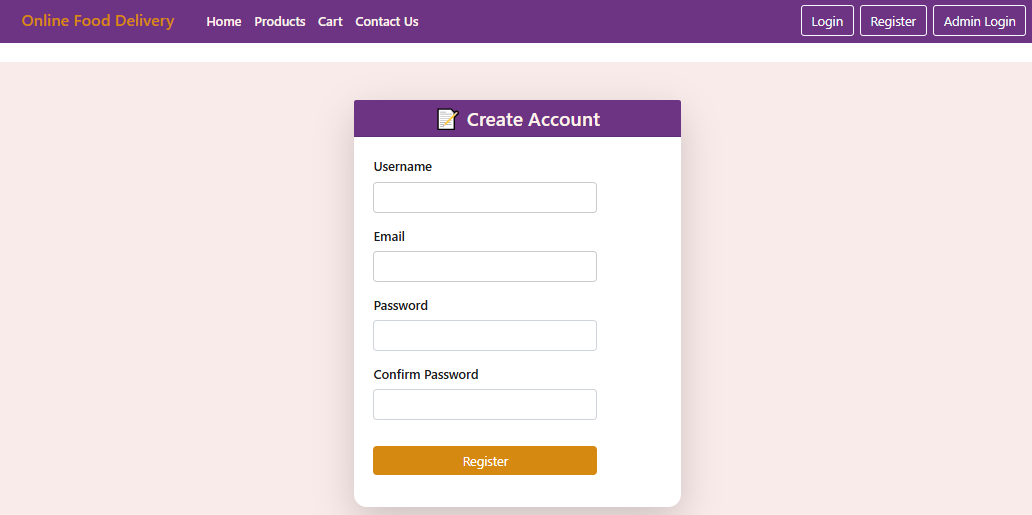 Online Food Delivery Home Products Cart Contact Us Login Register Admin Login
Create Account
Username
Email
Password
Confirm Password
Register